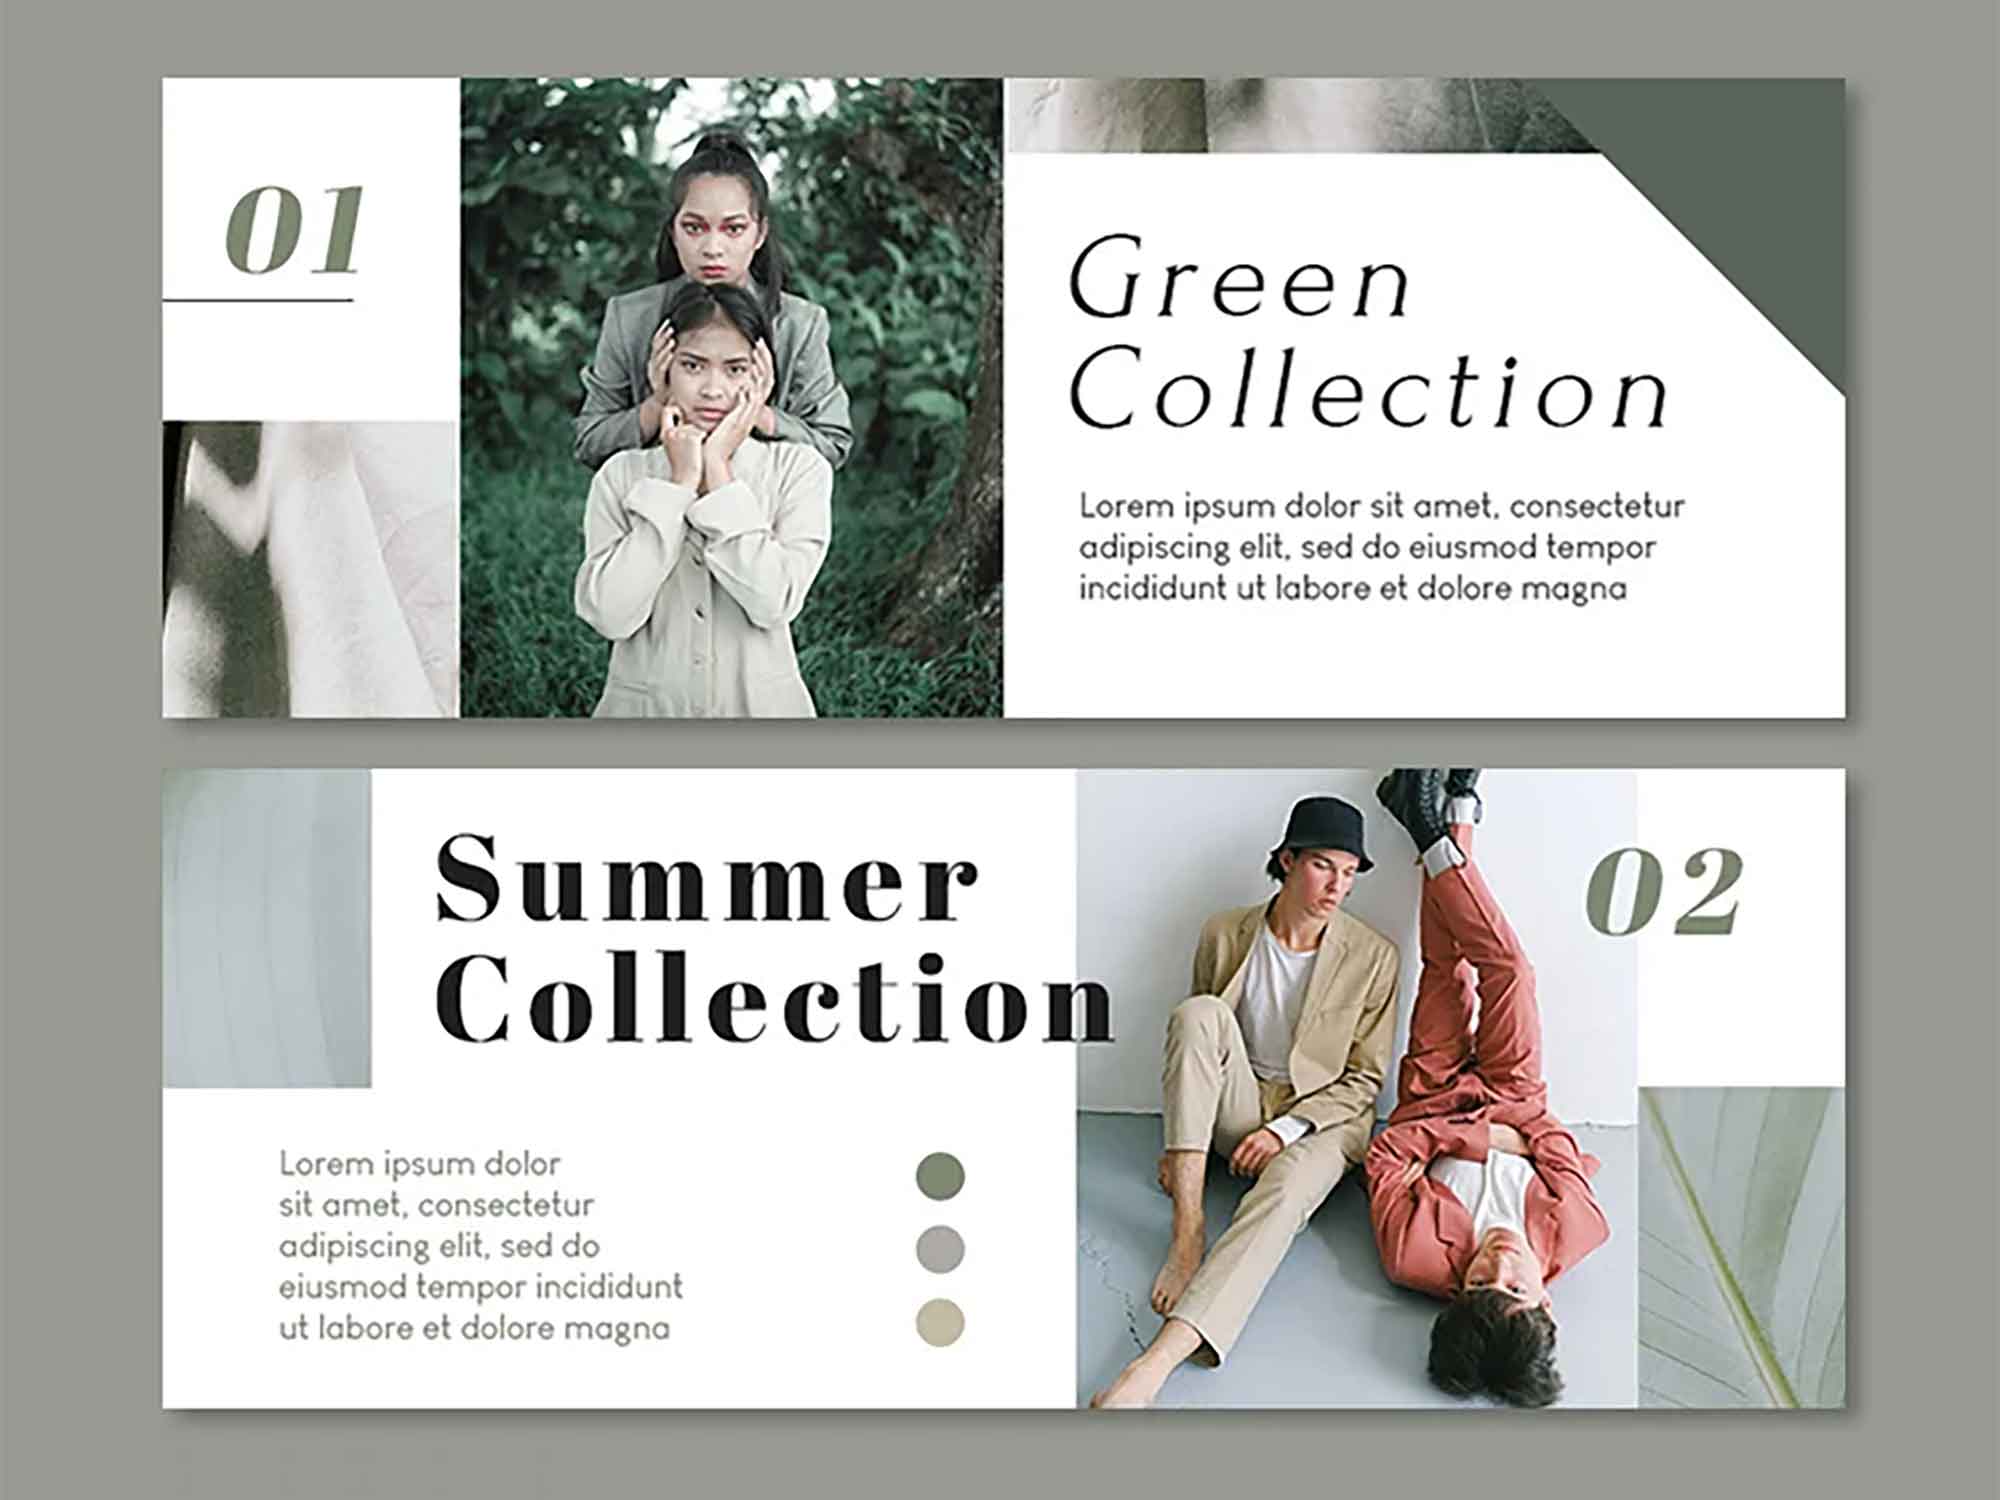 01
Green
Collection
Lorem ipsum dolor sit amet, consectetur
adipiscing elit, sed do eiusmod tempor
incididunt ut labore et dolore magna
Summer
Collection
02
Lorem ipsum dolor
sit amet, consectetur
adipiscing elit, sed do
eiusmod tempor incididunt
ut labore et dolore magna